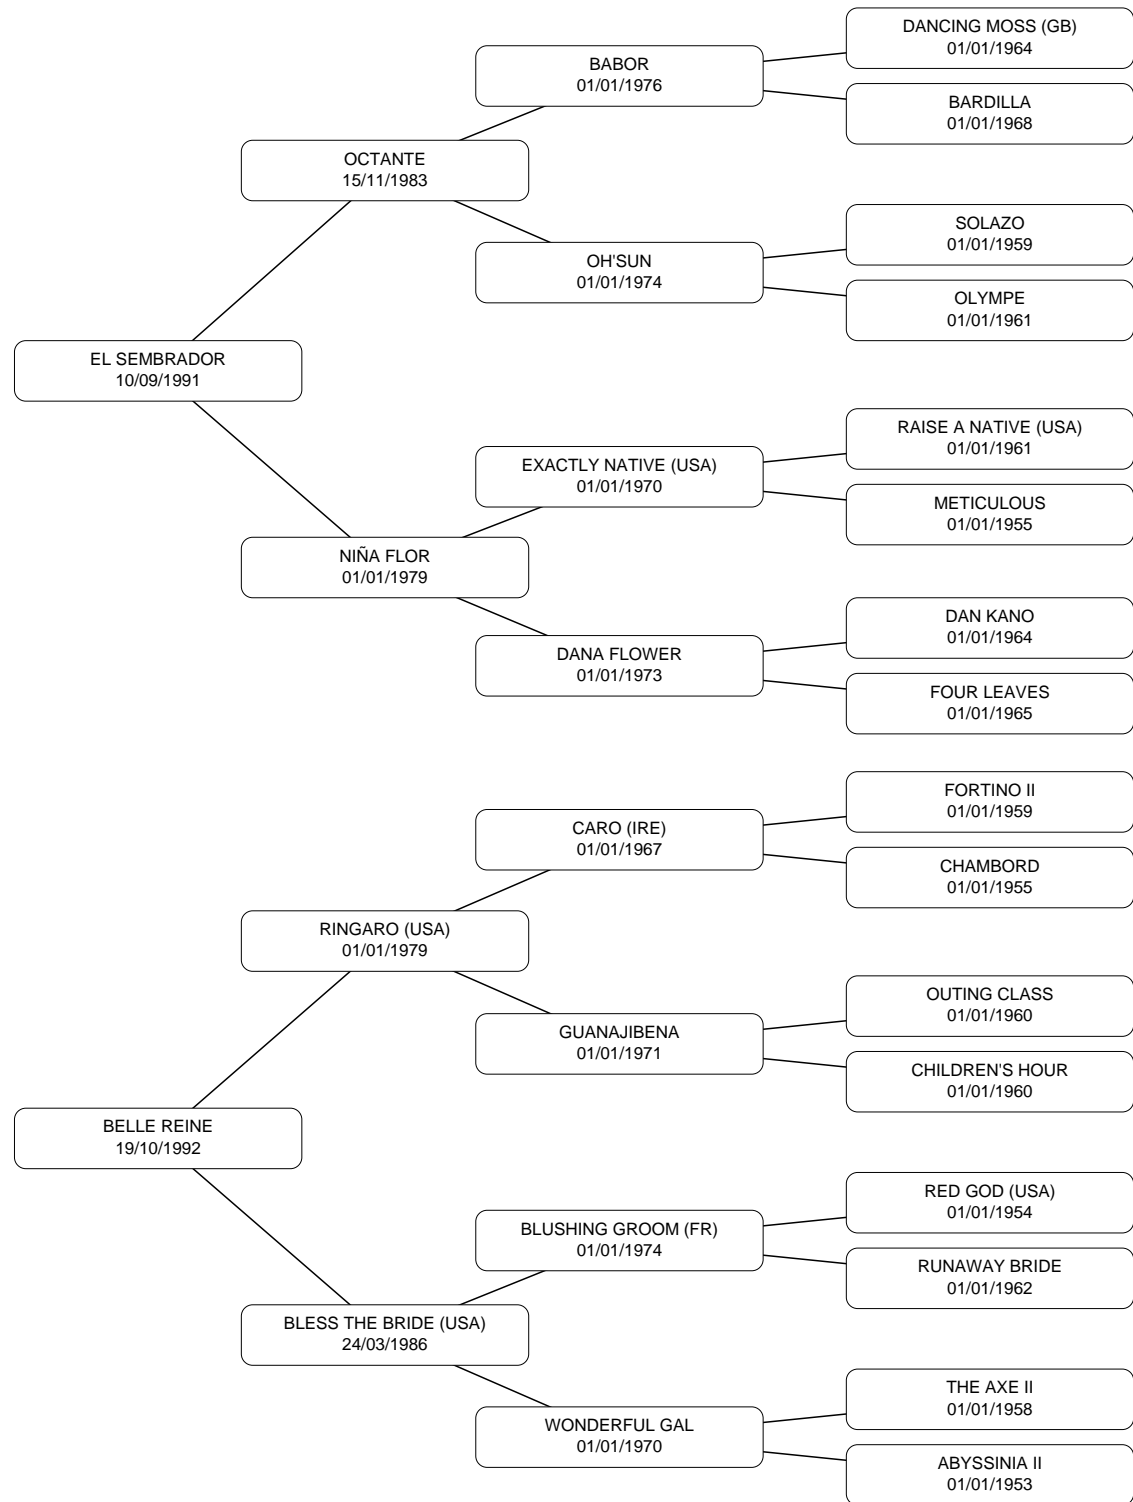 DANCING MOSS (GB)
01/01/1964
BABOR
01/01/1976
BARDILLA
01/01/1968
OCTANTE
15/11/1983
SOLAZO
01/01/1959
OH'SUN
01/01/1974
OLYMPE
01/01/1961
EL SEMBRADOR
10/09/1991
RAISE A NATIVE (USA)
01/01/1961
EXACTLY NATIVE (USA)
01/01/1970
METICULOUS
01/01/1955
NIÑA FLOR
01/01/1979
DAN KANO
01/01/1964
DANA FLOWER
01/01/1973
FOUR LEAVES
01/01/1965
FORTINO II
01/01/1959
CARO (IRE)
01/01/1967
CHAMBORD
01/01/1955
RINGARO (USA)
01/01/1979
OUTING CLASS
01/01/1960
GUANAJIBENA
01/01/1971
CHILDREN'S HOUR
01/01/1960
BELLE REINE
19/10/1992
RED GOD (USA)
01/01/1954
BLUSHING GROOM (FR)
01/01/1974
RUNAWAY BRIDE
01/01/1962
BLESS THE BRIDE (USA)
24/03/1986
THE AXE II
01/01/1958
WONDERFUL GAL
01/01/1970
ABYSSINIA II
01/01/1953